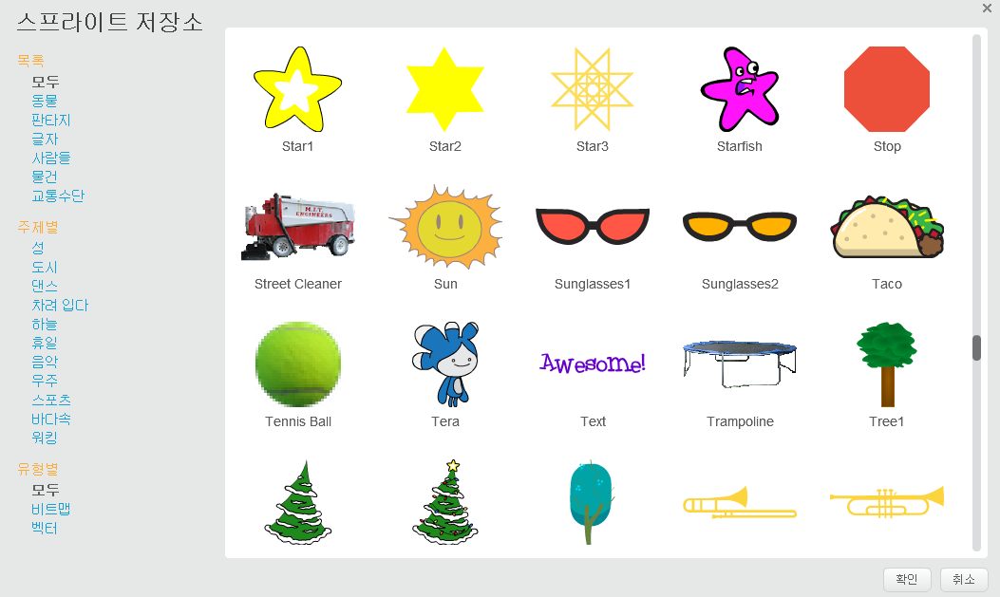 스프라이트 저장소
목록
모두
동물
판타지
글자
사람들
물건
교통수단
주제별
성
도시
댄스
차려 입다
하늘
휴일
음악
우주
스포츠
바다속
워킹
유형별
모두
비트맵
벡터
Star1
Star2
Star3
Starfish
Stop
M.I.T.
ENGINEERS
Street Cleaner
Sun
Sunglasses1
Sunglasses2
Taco
Awesome!
Tennis Ball
Tera
Text
Trampoline
Tree1
확인
취소